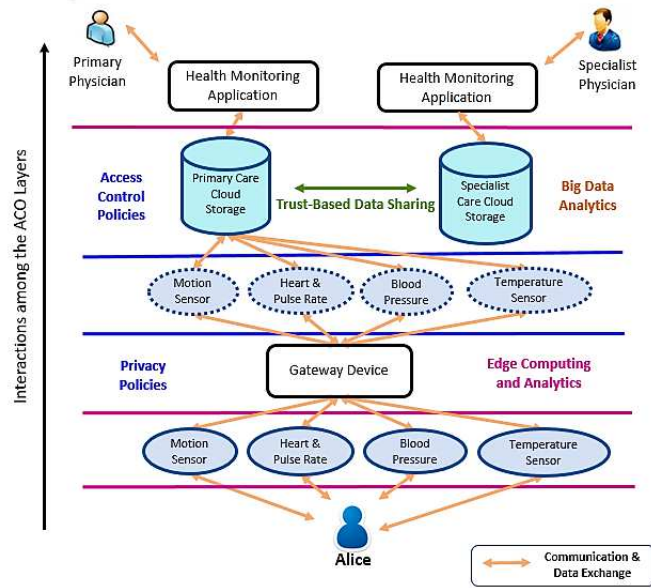 Primary
Physician
Health Monitoring
Application
Health Monitoring
Application
Specialist
Physician
Interactions among the ACO Layers
Access
Control
Policies
Primary Care
Cloud
Storage
Trust-Based Data Sharing
Specialist
Care Cloud
Storage
Big Data
Analytics
Motion
Sensor
Heart &
Pulse Rate
Blood
Pressure
Temperature
Sensor
Privacy
Policies
Gateway Device
Edge Computing
and Analytics
Motion
Sensor
Heart &
Pulse Rate
Blood
Pressure
Temperature
Sensor
Alice
Communication &
Data Exchange